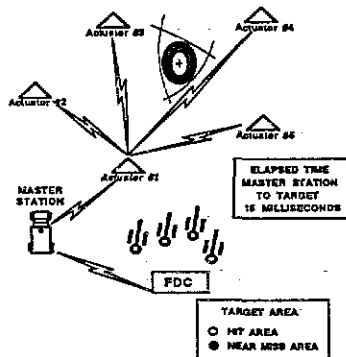 Actuator #3
Actuator #4
Actuator #2
Actuator #5
Actuator #1
MASTER
STATION
ELAPSED TIME
MASTER STATION
TO TARGET
15 MILLISECONDS
FDC
TARGET AREA
HIT AREA
NEAR MISS AREA